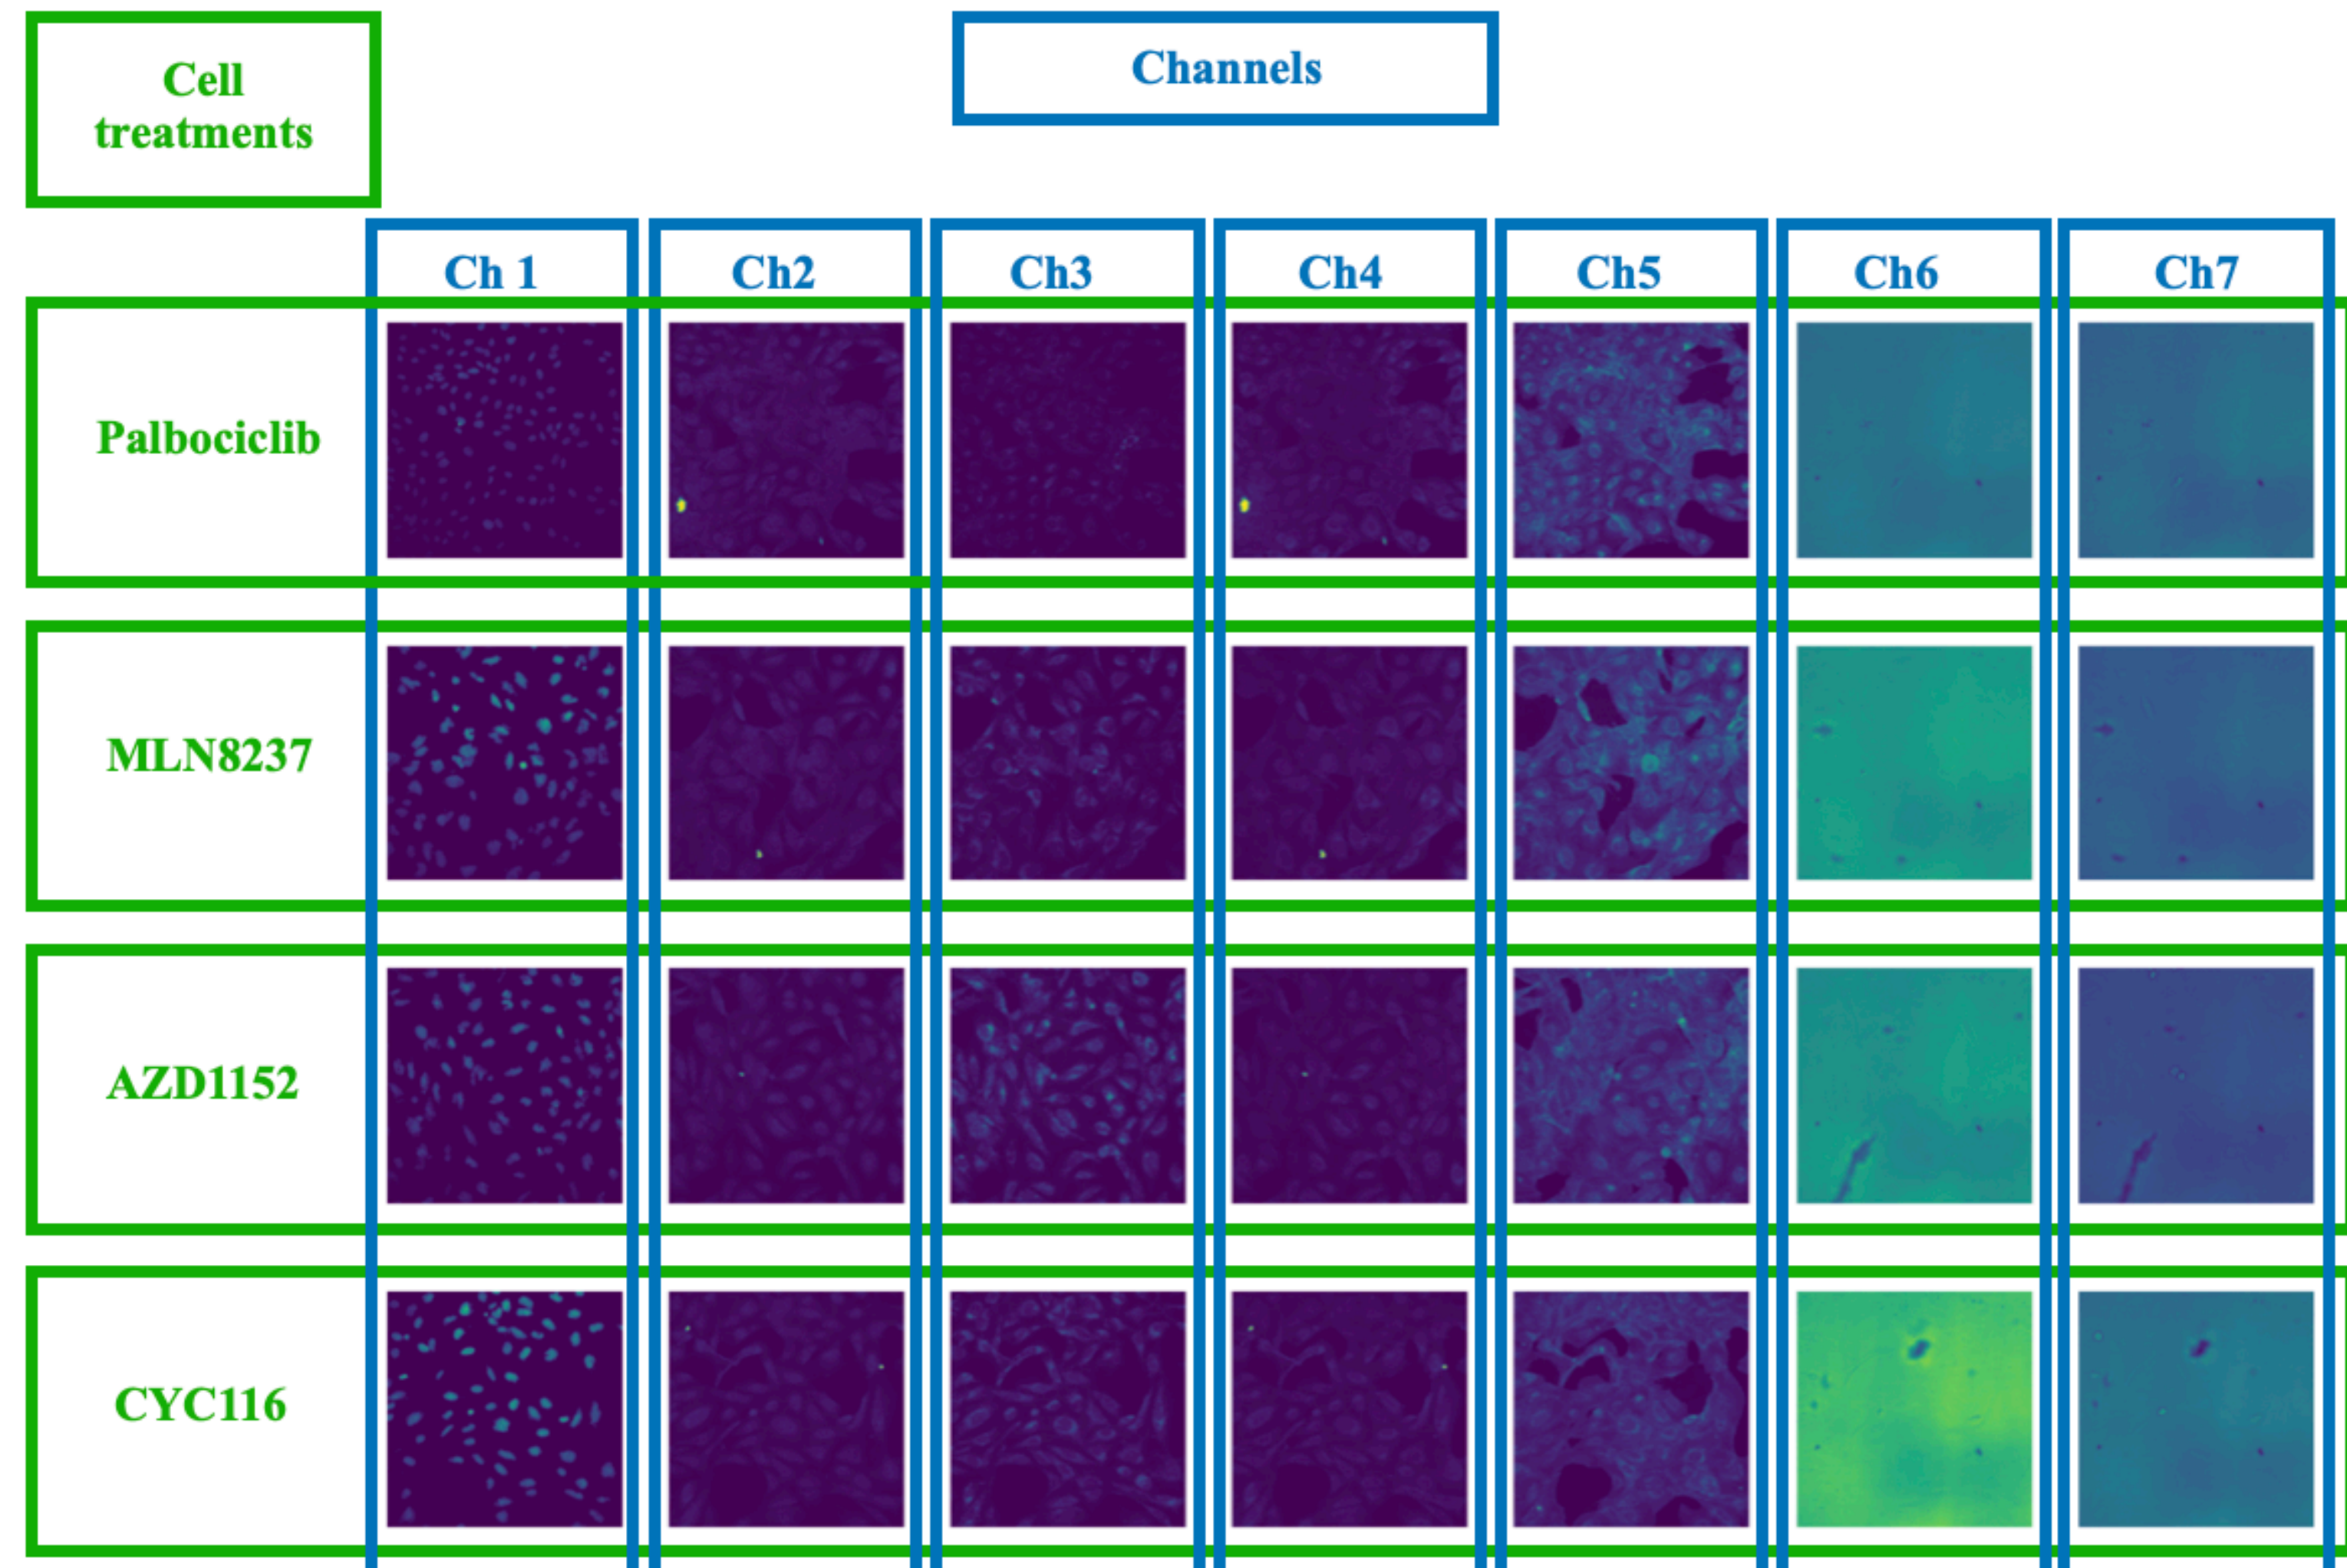 Cell
treatments
Channels
Ch 1
Ch2
Ch3
Ch4
Ch5
Ch6
Ch7
Palbociclib
MLN8237
AZD1152
CYC116